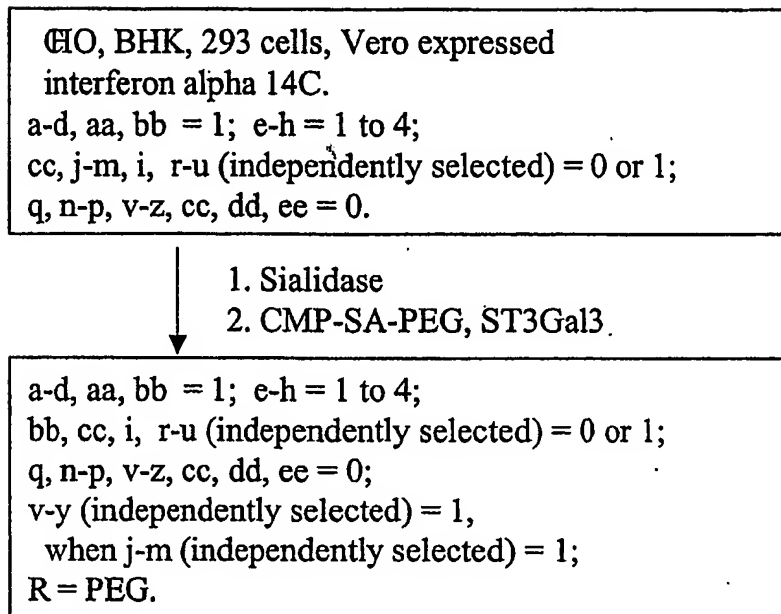 CHO, BHK, 293 cells, Vero expressed
interferon alpha 14C.
a-d, aa, bb = 1; e-h = 1 to 4;
cc, j-m, i, r-u (independently selected) = 0 or 1;
q, n-p, v-z, cc, dd, ee = 0.
1. Sialidase
2. CMP-SA-PEG, ST3Gal3
a-d, aa, bb = 1; e-h = 1 to 4;
bb, cc, i, r-u (independently selected) = 0 or 1;
q, n-p, v-z, cc, dd, ee = 0;
v-y (independently selected) = 1,
when j-m (independently selected) = 1;
R = PEG.